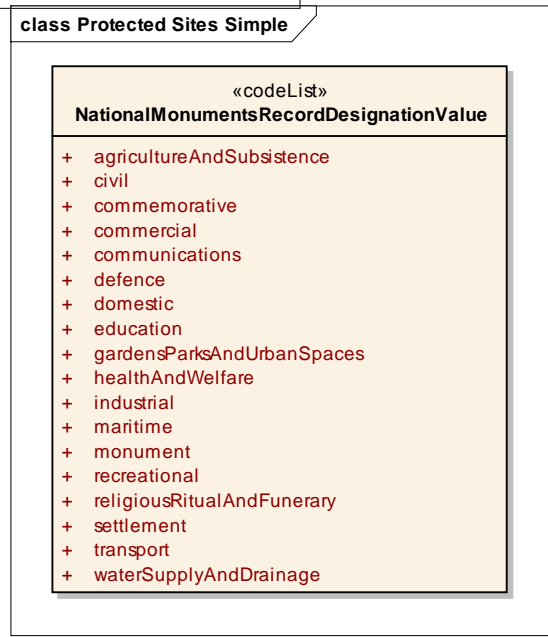 class Protected Sites Simple
«codeList»
NationalMonumentsRecordDesignationValue
+ agricultureAndSubsistence
+ civil
+ commemorative
+ commercial
+ communications
+ defence
+ domestic
+ education
+ gardensParksAndUrbanSpaces
+ healthAndWelfare
+ industrial
+ maritime
+ monument
+ recreational
+ religiousRitualAndFunerary
+ settlement
+ transport
+ waterSupplyAndDrainage